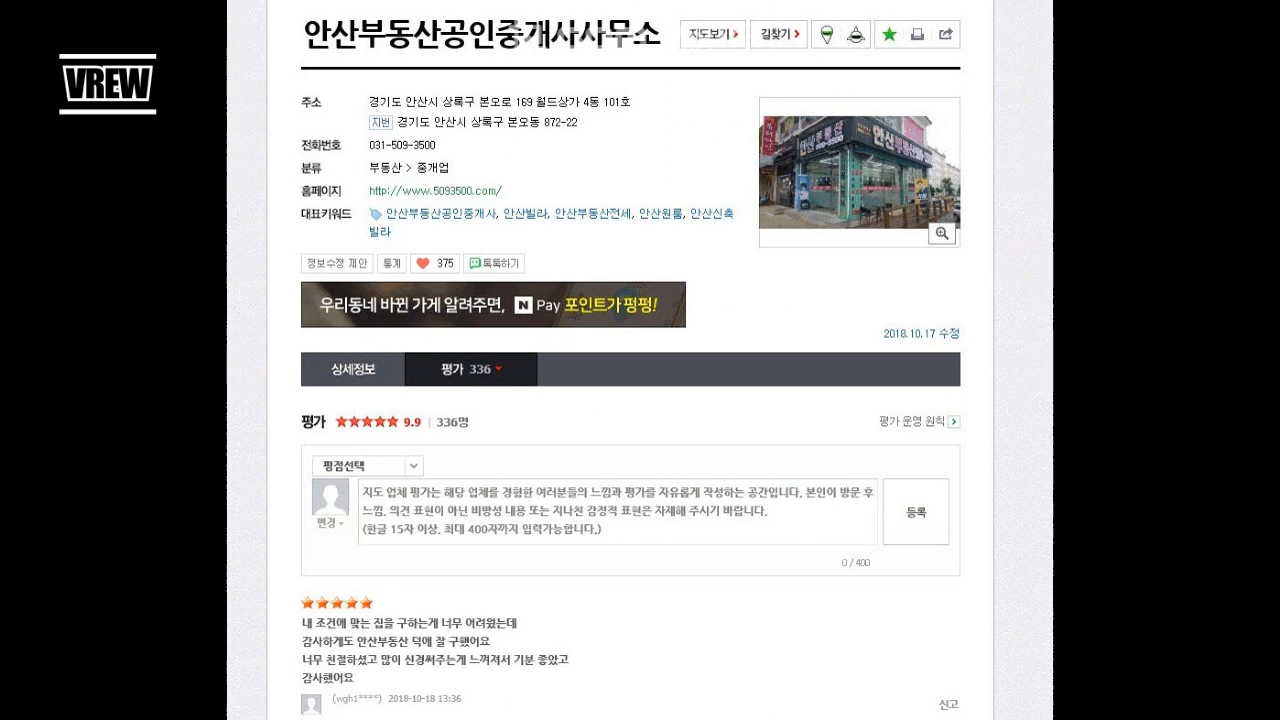 VREW
안산부동산공인중개사사무소
지도보기
길찾기
주소
경기도 안산시 상록구 본오로 169 월드상가 4동 101호
지번 경기도 안산시 상록구 본오동 872-22
전화번호
031-509-3500
분류
부동산 > 중개업
홈페이지
http://www.5093500.com/
대표키워드
안산부동산공인중개사, 안산빌라, 안산부동산전세, 안산원룸, 안산신축
빌라
안산부동산
정보수정 제안
통계
375
톡톡하기
우리동네 바뀐 가게 알려주면, N Pay 포인트가 펑펑!
2018.10.17 수정
상세정보
평가 336
평가 9.9 | 336명
평가 운영 원칙
평점선택
변경
지도 업체 평가는 해당 업체를 경험한 여러분들의 느낌과 평가를 자유롭게 작성하는 공간입니다. 본인이 방문 후
느낌, 의견 표현이 아닌 비방성 내용 또는 지나친 감정적 표현은 자제해 주시기 바랍니다.
(한글 15자 이상, 최대 400자까지 입력가능합니다.)
등록
0 / 400
내 조건에 맞는 집을 구하는게 너무 어려웠는데
감사하게도 안산부동산 덕에 잘 구했어요
너무 친절하셨고 많이 신경써주는게 느껴져서 기분 좋았고
감사했어요
(wgh1****) 2018-10-18 13:36
신고